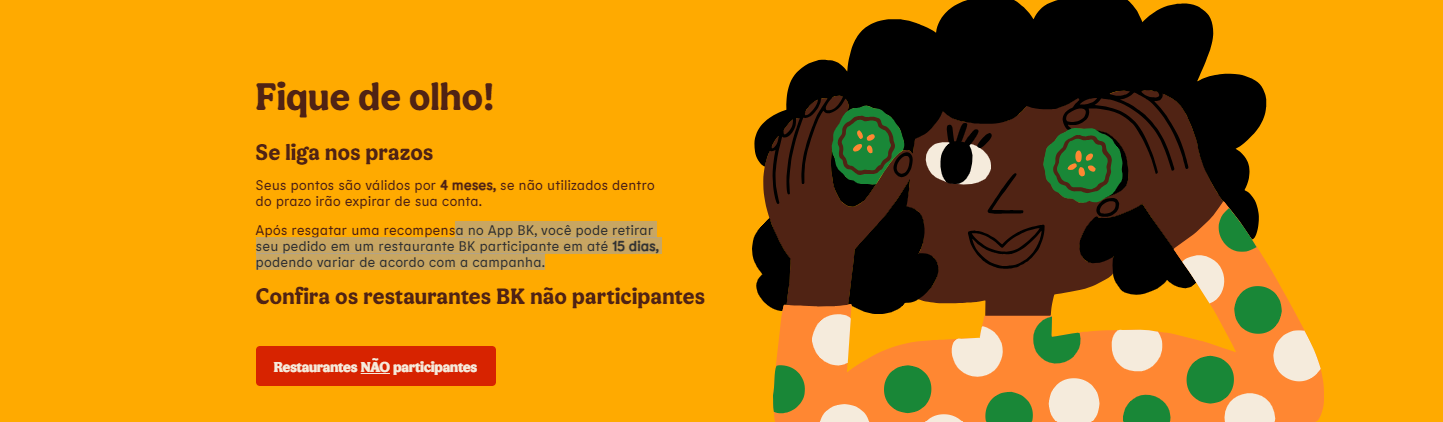 Fique de olho!
Se liga nos prazos
Seus pontos são válidos por 4 meses, se não utilizados dentro
do prazo irão expirar de sua conta.
Após resgatar uma recompensa no App BK, você pode retirar
seu pedido em um restaurante BK participante em até 15 dias,
podendo variar de acordo com a campanha.
Confira os restaurantes BK não participantes
Restaurantes NÃO participantes